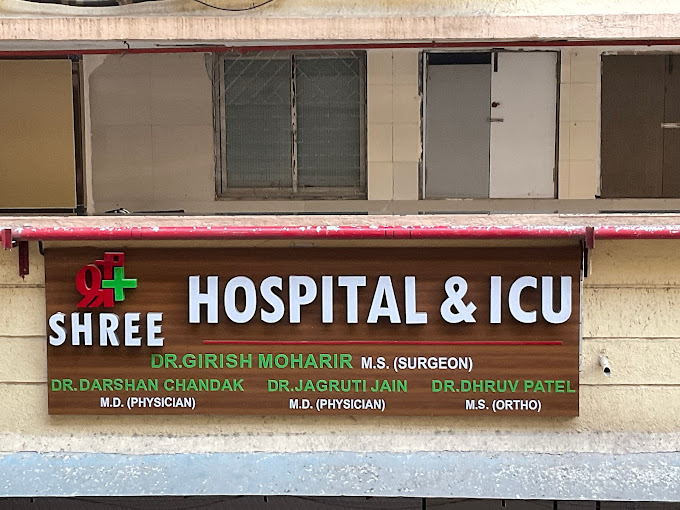 SHREE HOSPITAL & ICU
DR.GIRISH MOHARIR M.S. (SURGEON)
DR.DARSHAN CHANDAK DR.JAGRUTI JAIN DR.DHRUV PATEL
M.D. (PHYSICIAN) M.D. (PHYSICIAN) M.S. (ORTHO)